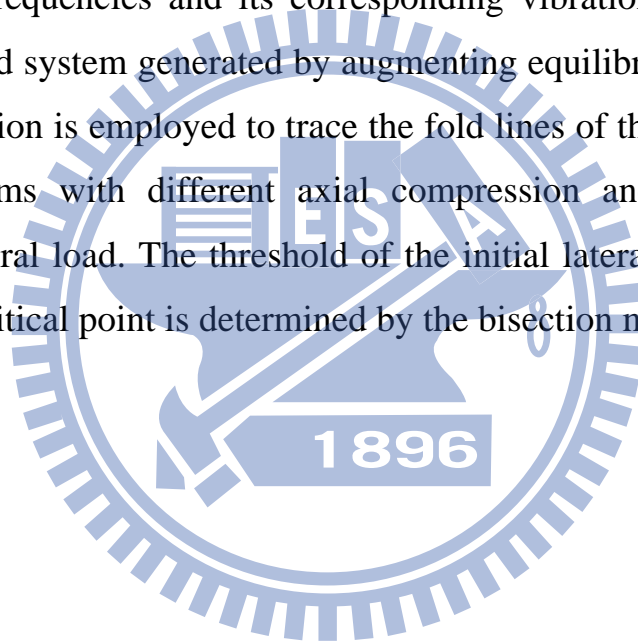 requencies and its corresponding vibration
d system generated by augmenting equilibr
ion is employed to trace the fold lines of th
ms with different axial compression an
ral load. The threshold of the initial latera
itical point is determined by the bisection m
E S A
8
1896